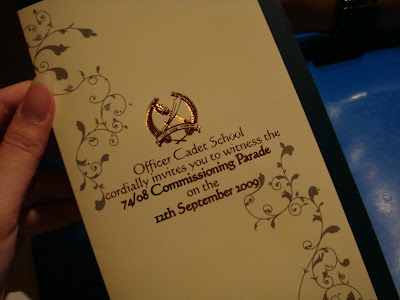 Officer Cadet School
cordially invites you to witness the
74/08 Commissioning Parade
on the
12th September 2009